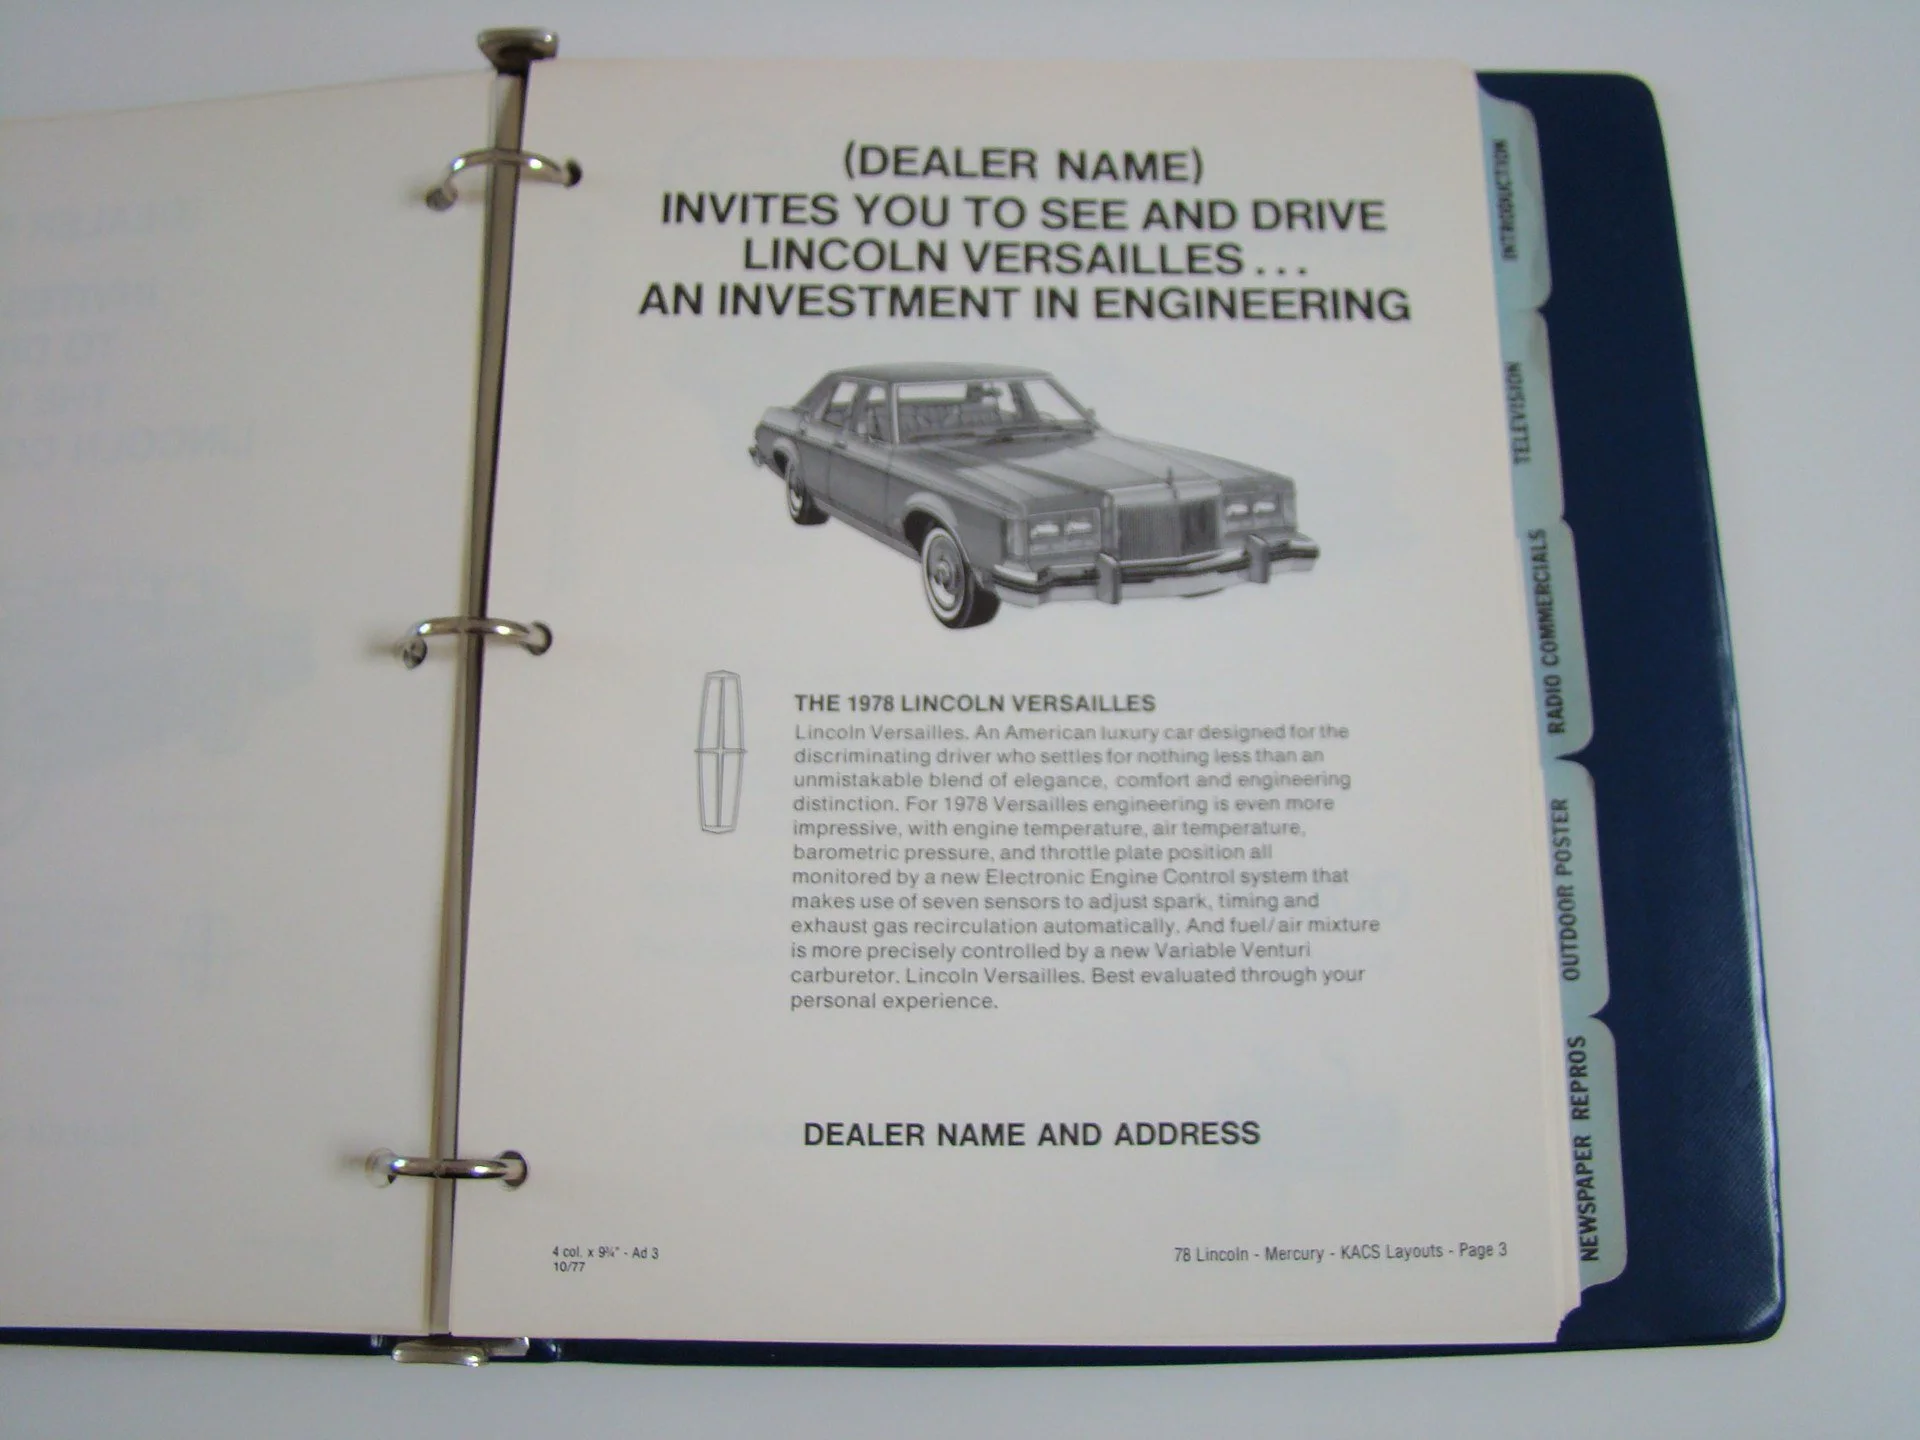 (DEALER NAME)
INVITES YOU TO SEE AND DRIVE
LINCOLN VERSAILLES...
AN INVESTMENT IN ENGINEERING
THE 1978 LINCOLN VERSAILLES
Lincoln Versailles. An American luxury car designed for the
discriminating driver who settles for nothing less than an
unmistakable blend of elegance, comfort and engineering
distinction. For 1978 Versailles engineering is even more
impressive, with engine temperature, air temperature,
barometric pressure, and throttle plate position all
monitored by a new Electronic Engine Control system that
makes use of seven sensors to adjust spark, timing and
exhaust gas recirculation automatically. And fuel/air mixture
is more precisely controlled by a new Variable Venturi
carburetor. Lincoln Versailles. Best evaluated through your
personal experience.
DEALER NAME AND ADDRESS
4 col. x 9¾" - Ad 3
10/77
78 Lincoln - Mercury - KACS Layouts - Page 3
INTRODUCTION
TELEVISION
RADIO COMMERCIALS
OUTDOOR POSTER
NEWSPAPER REPROS